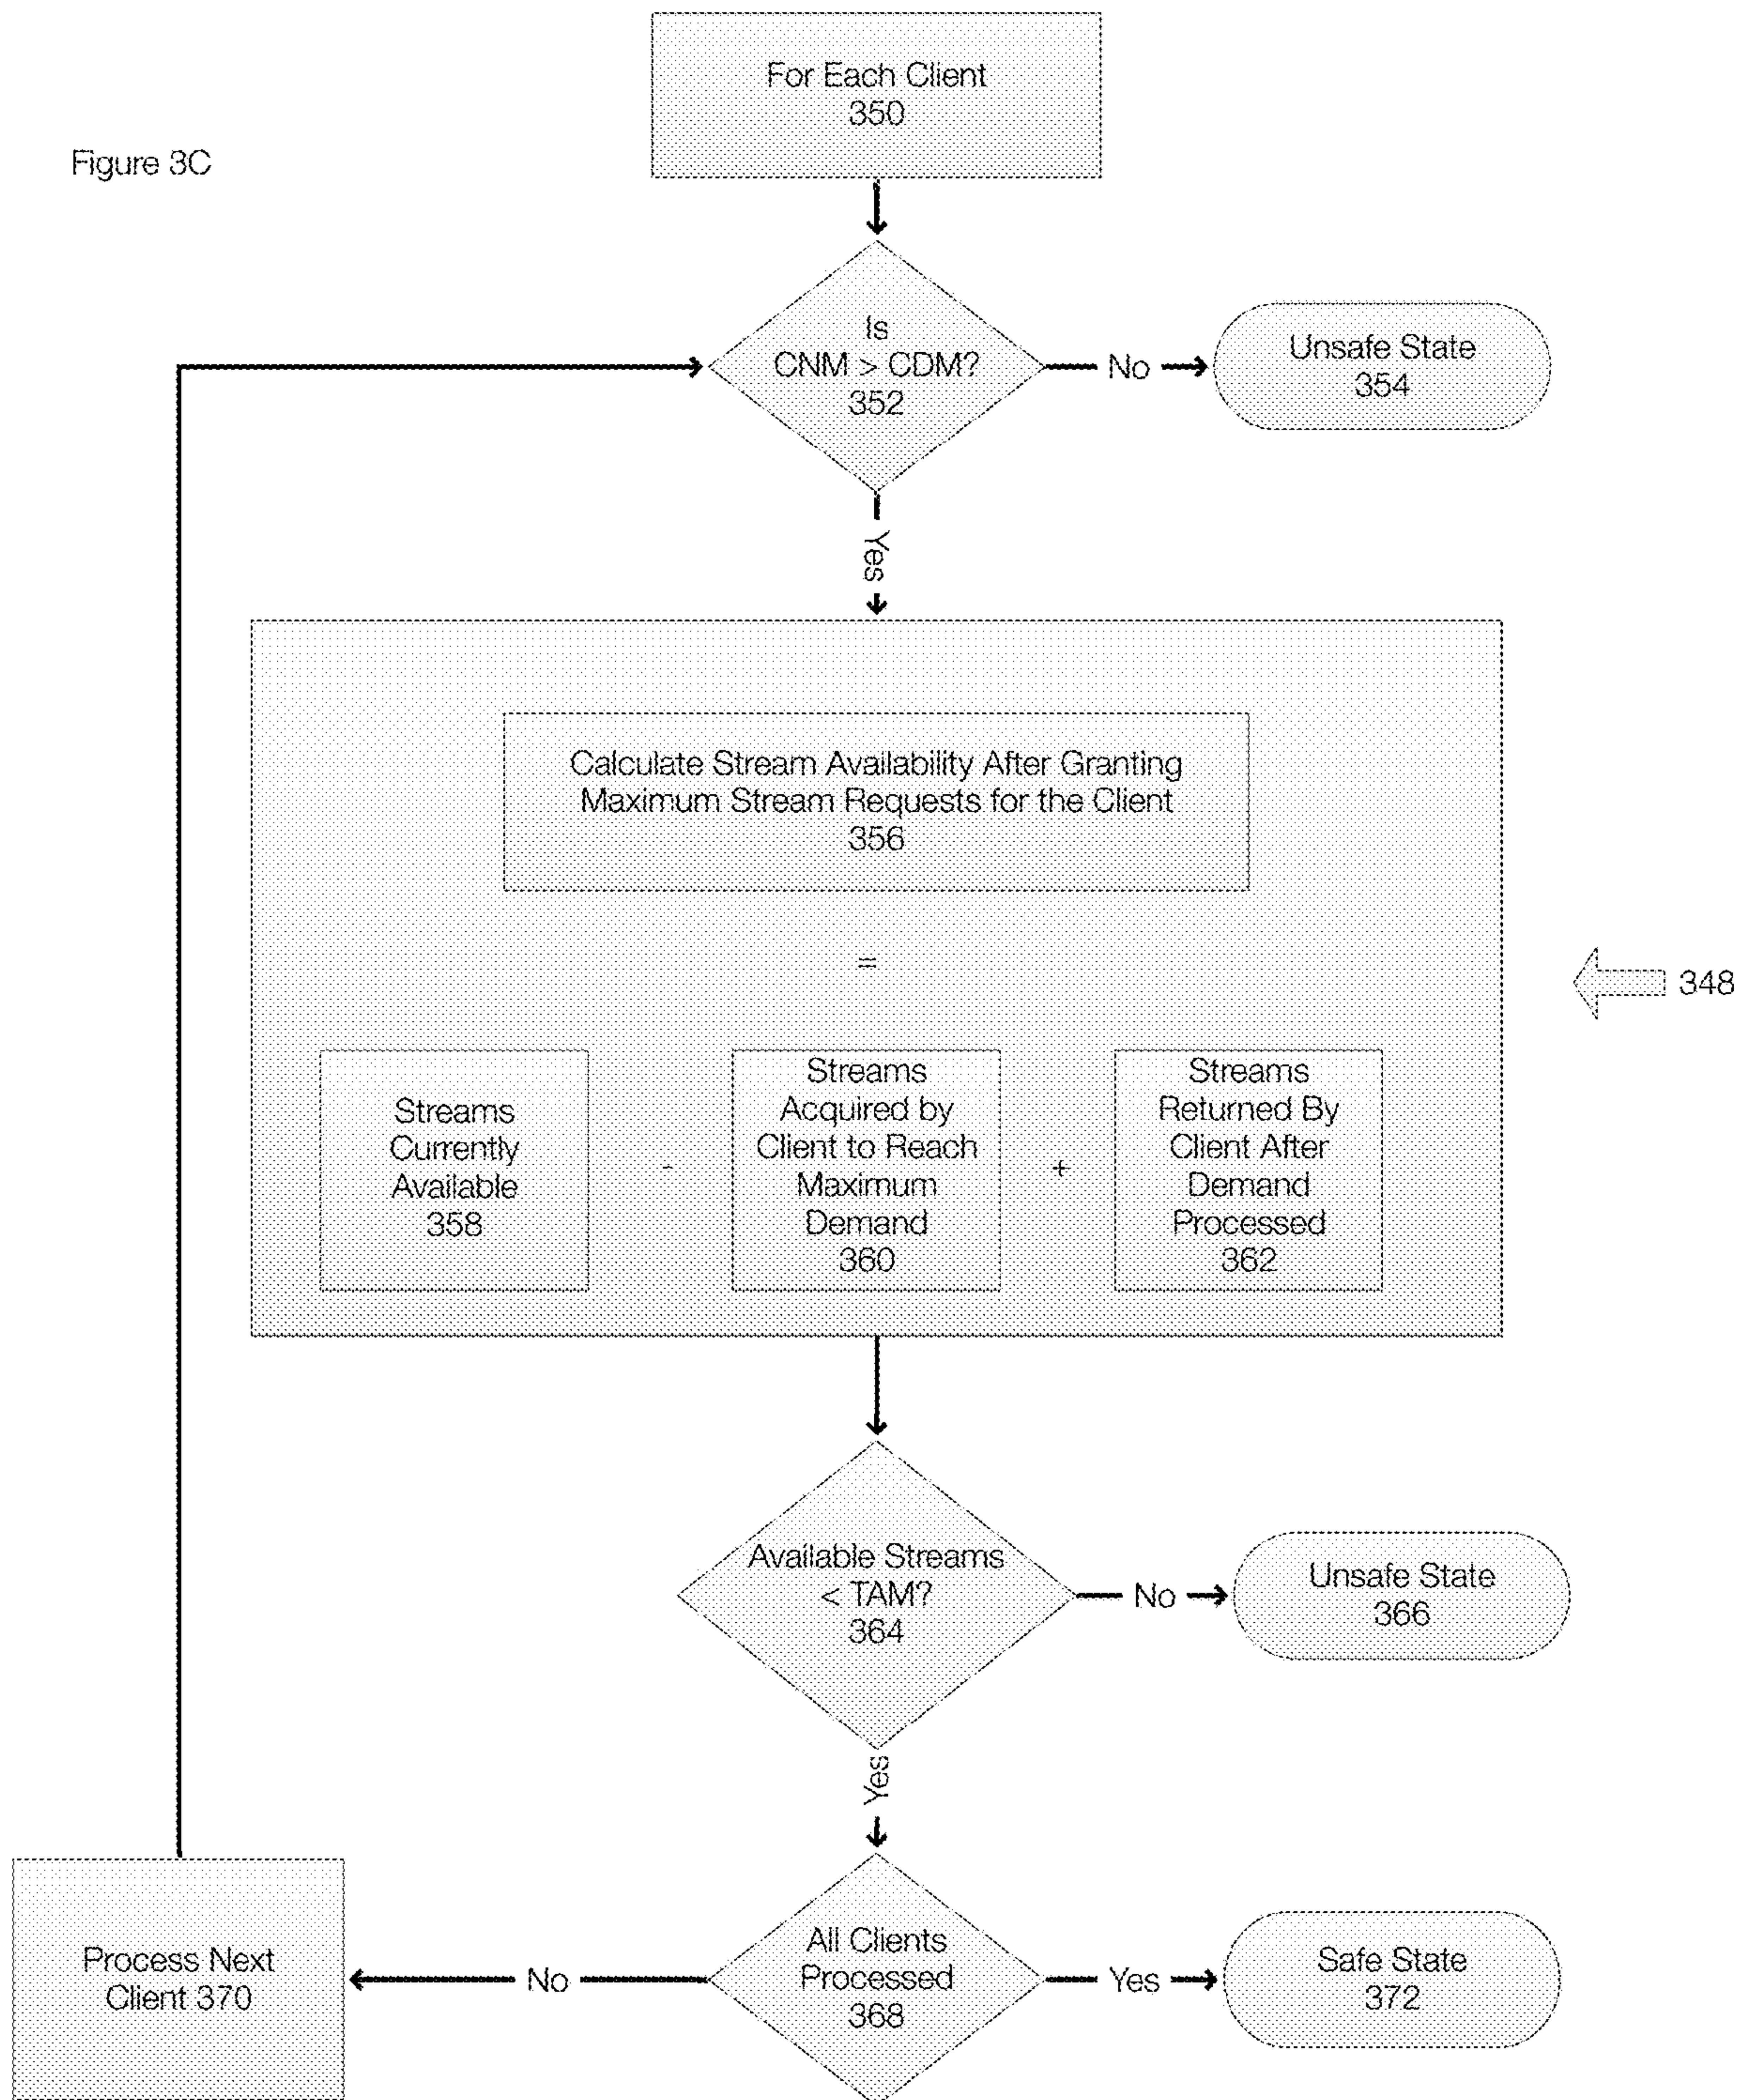 For Each Client
350
Figure 3C
Is
CNM > CDM?
352
No
Unsafe State
354
Yes
Calculate Stream Availability After Granting
Maximum Stream Requests for the Client
356
=
348
Streams
Currently
Available
358
-
Streams
Acquired by
Client to Reach
Maximum
Demand
360
+
Streams
Returned By
Client After
Demand
Processed
362
Available Streams
< TAM?
364
No
Unsafe State
366
Yes
All Clients
Processed
368
No
Process Next
Client 370
Yes
Safe State
372